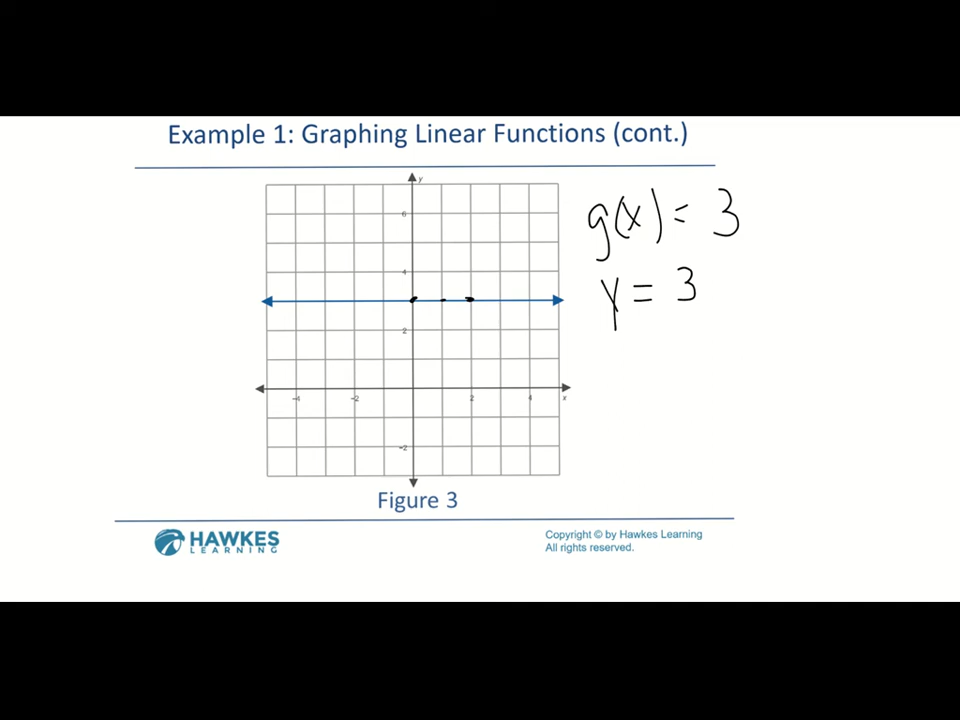 Example 1: Graphing Linear Functions (cont.)
y
6
4
2
-4
-2
2
4
x
-2
g(x) = 3
y = 3
Figure 3
HAWKES
LEARNING
Copyright © by Hawkes Learning
All rights reserved.